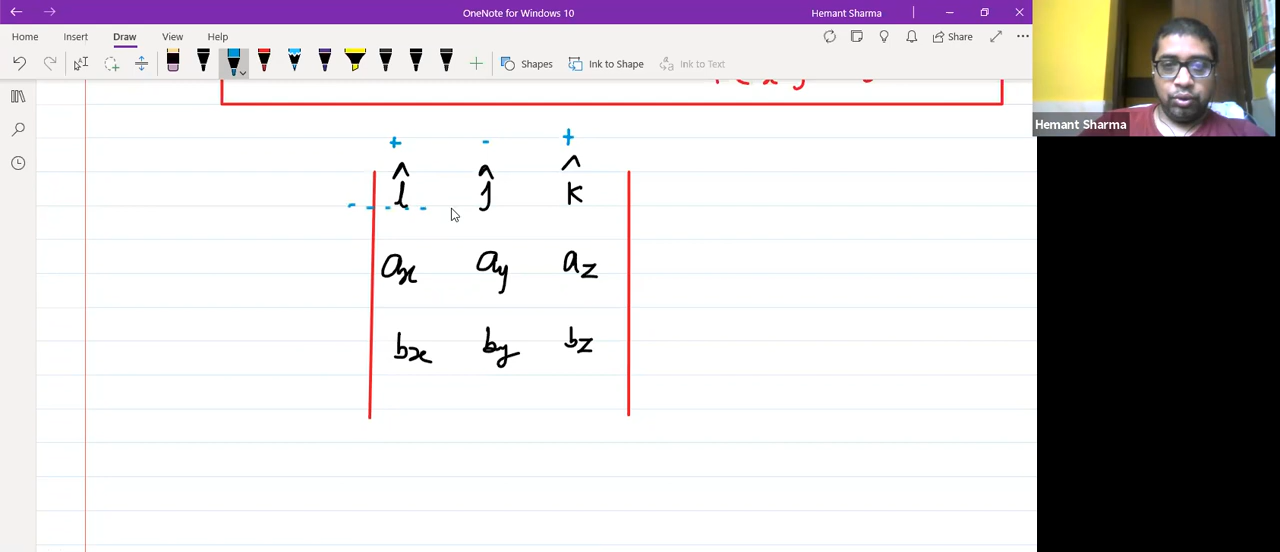 OneNote for Windows 10
Hemant Sharma
Home Insert Draw View Help
Share
Shapes
Ink to Shape
Ink to Text
Hemant Sharma
+ - +
î ĵ k̂
ax ay az
bx by bz